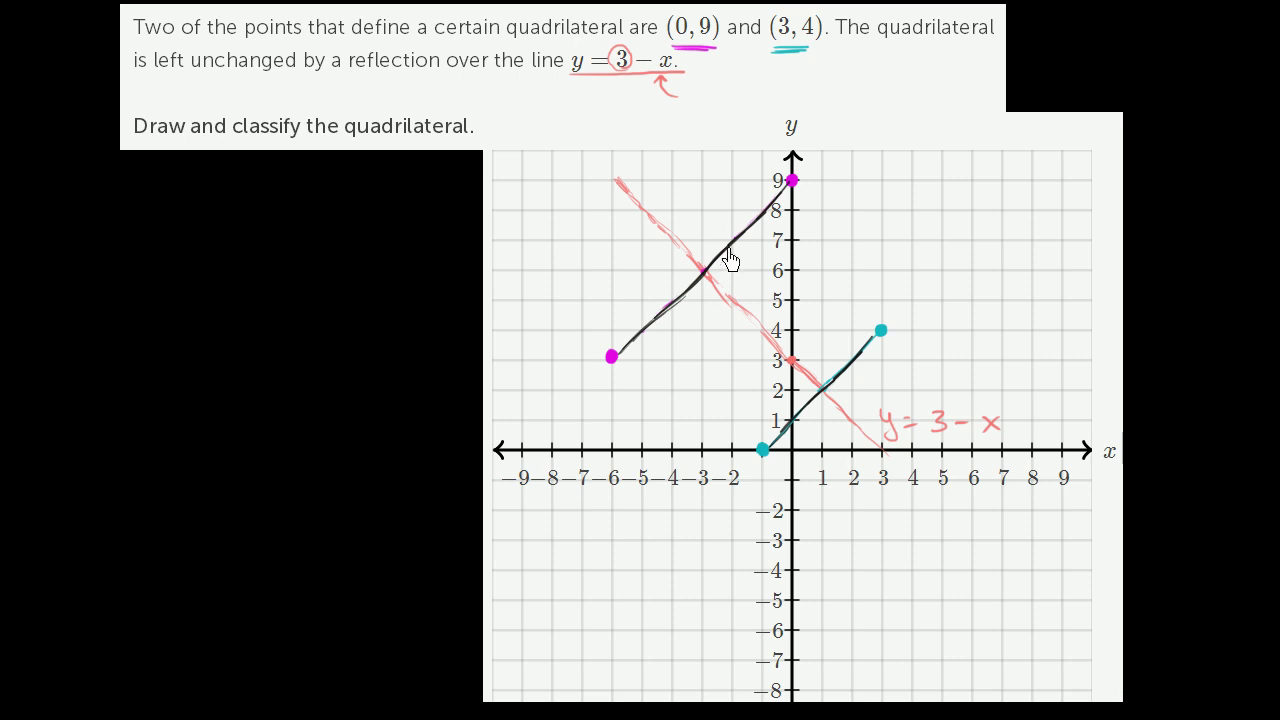 Two of the points that define a certain quadrilateral are (0, 9) and (3, 4). The quadrilateral
is left unchanged by a reflection over the line y = 3 − x.
Draw and classify the quadrilateral.
y
9
8
7
6
5
4
3
2
1
y = 3 − x
x
−9 −8 −7 −6 −5 −4 −3 −2 1 2 3 4 5 6 7 8 9
−2
−3
−4
−5
−6
−7
−8